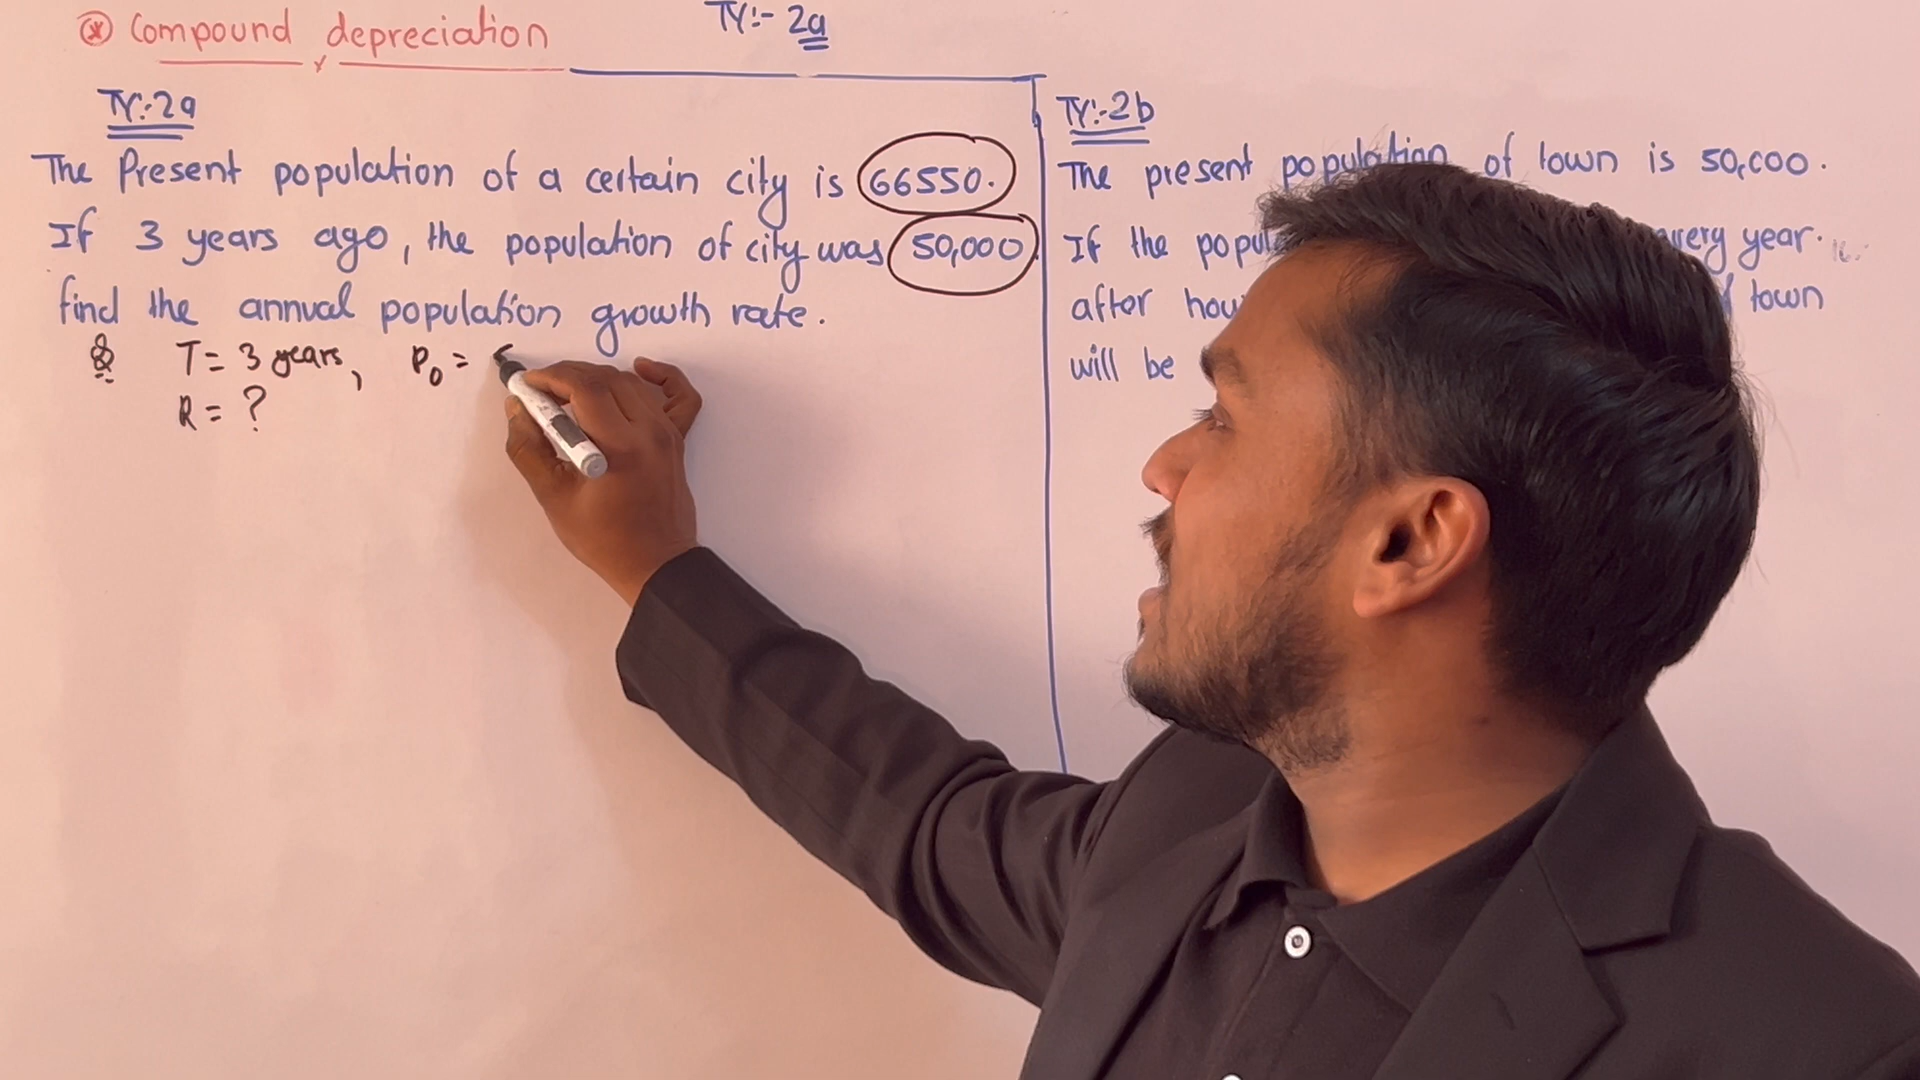 ⊛ Compound depreciation
TY:- 2a
TY:-2a
The Present population of a certain city is 66550.
If 3 years ago, the population of city was 50,000.
find the annual population growth rate.
T = 3 years, P₀ =
R = ?
TY:-2b
The present population of town is 50,000.
If the every year.
after town
will be